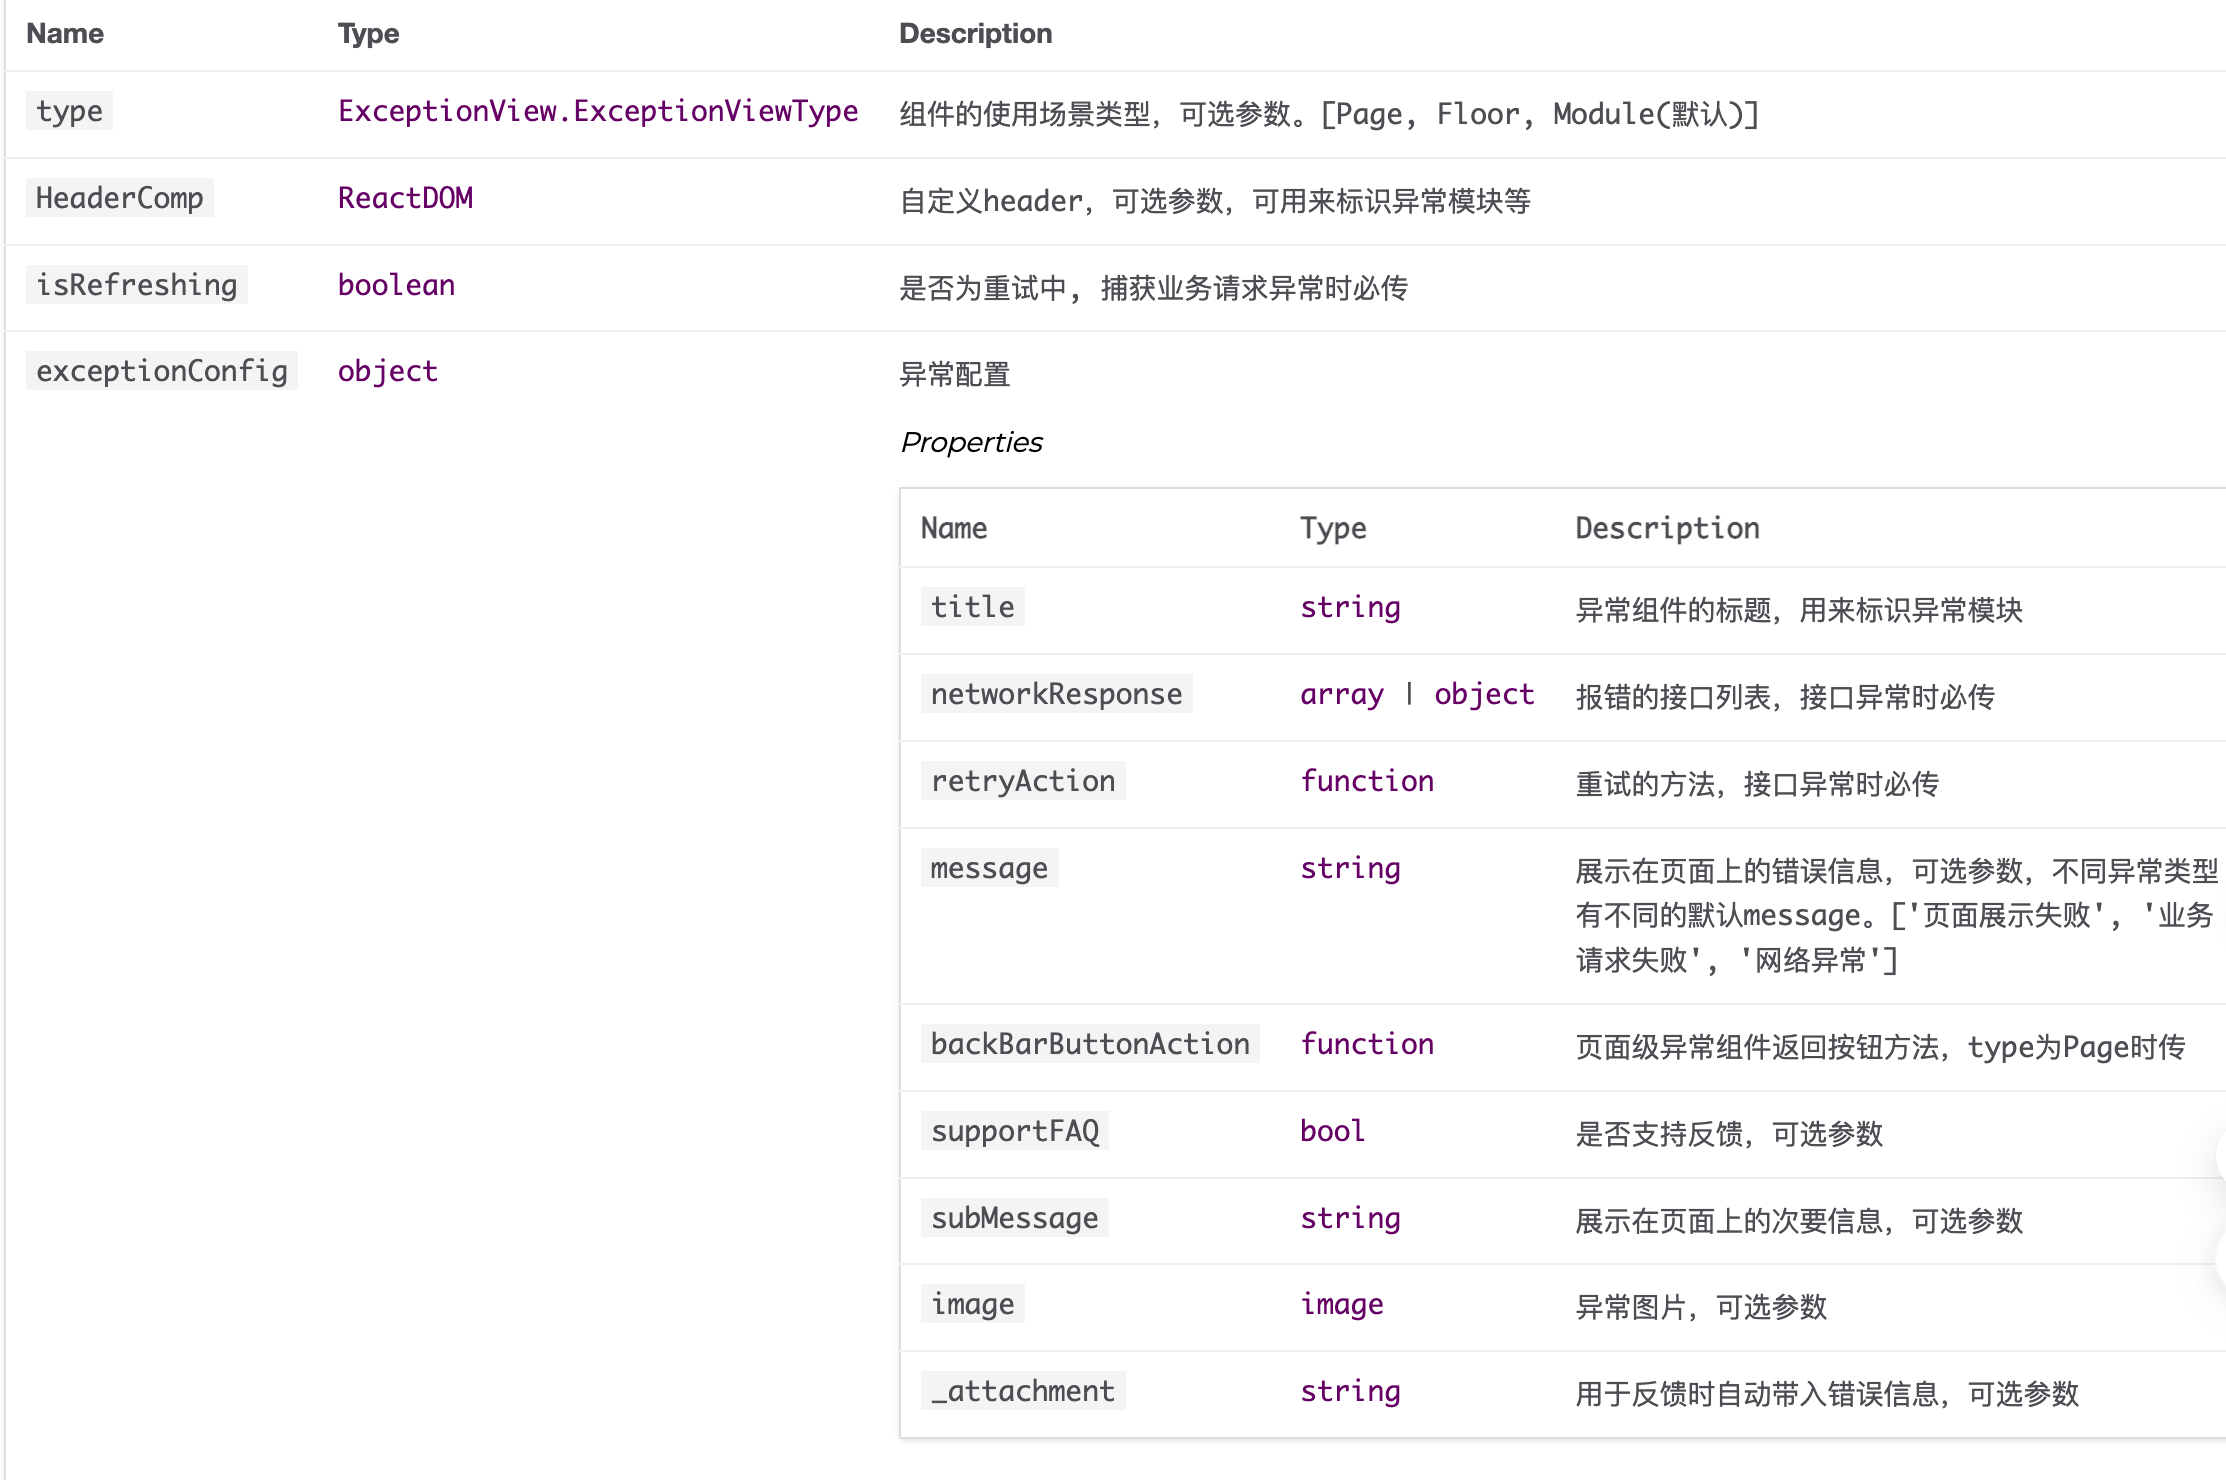 Name Type Description
type ExceptionView.ExceptionViewType 组件的使用场景类型，可选参数。[Page, Floor, Module(默认)]
HeaderComp ReactDOM 自定义header，可选参数，可用来标识异常模块等
isRefreshing boolean 是否为重试中, 捕获业务请求异常时必传
exceptionConfig object 异常配置
Properties
Name Type Description
title string 异常组件的标题，用来标识异常模块
networkResponse array | object 报错的接口列表，接口异常时必传
retryAction function 重试的方法，接口异常时必传
message string 展示在页面上的错误信息，可选参数，不同异常类型
有不同的默认message。['页面展示失败', '业务
请求失败', '网络异常']
backBarButtonAction function 页面级异常组件返回按钮方法，type为Page时传
supportFAQ bool 是否支持反馈，可选参数
subMessage string 展示在页面上的次要信息，可选参数
image image 异常图片，可选参数
_attachment string 用于反馈时自动带入错误信息，可选参数